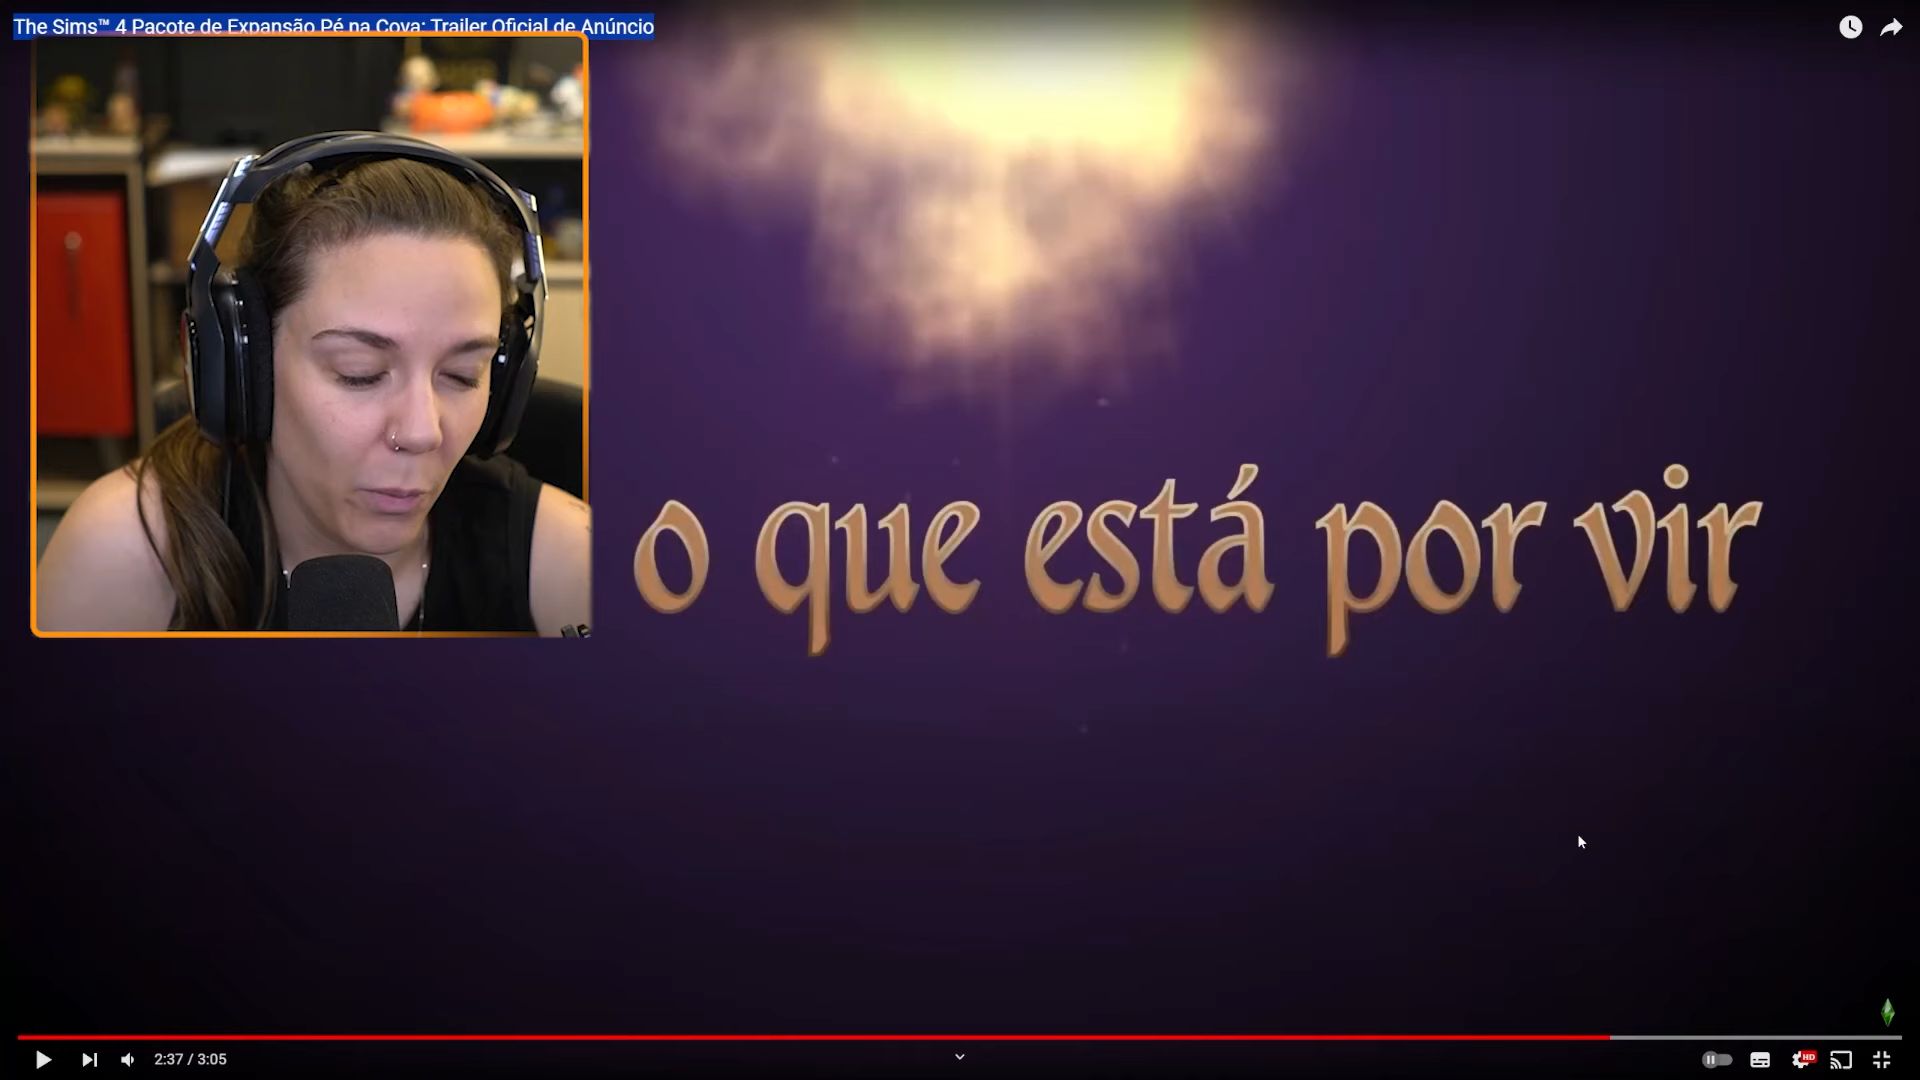 The Sims™ 4 Pacote de Expansão Pé na Cova: Trailer Oficial de Anúncio
o que está por vir
2:37 / 3:05
HD